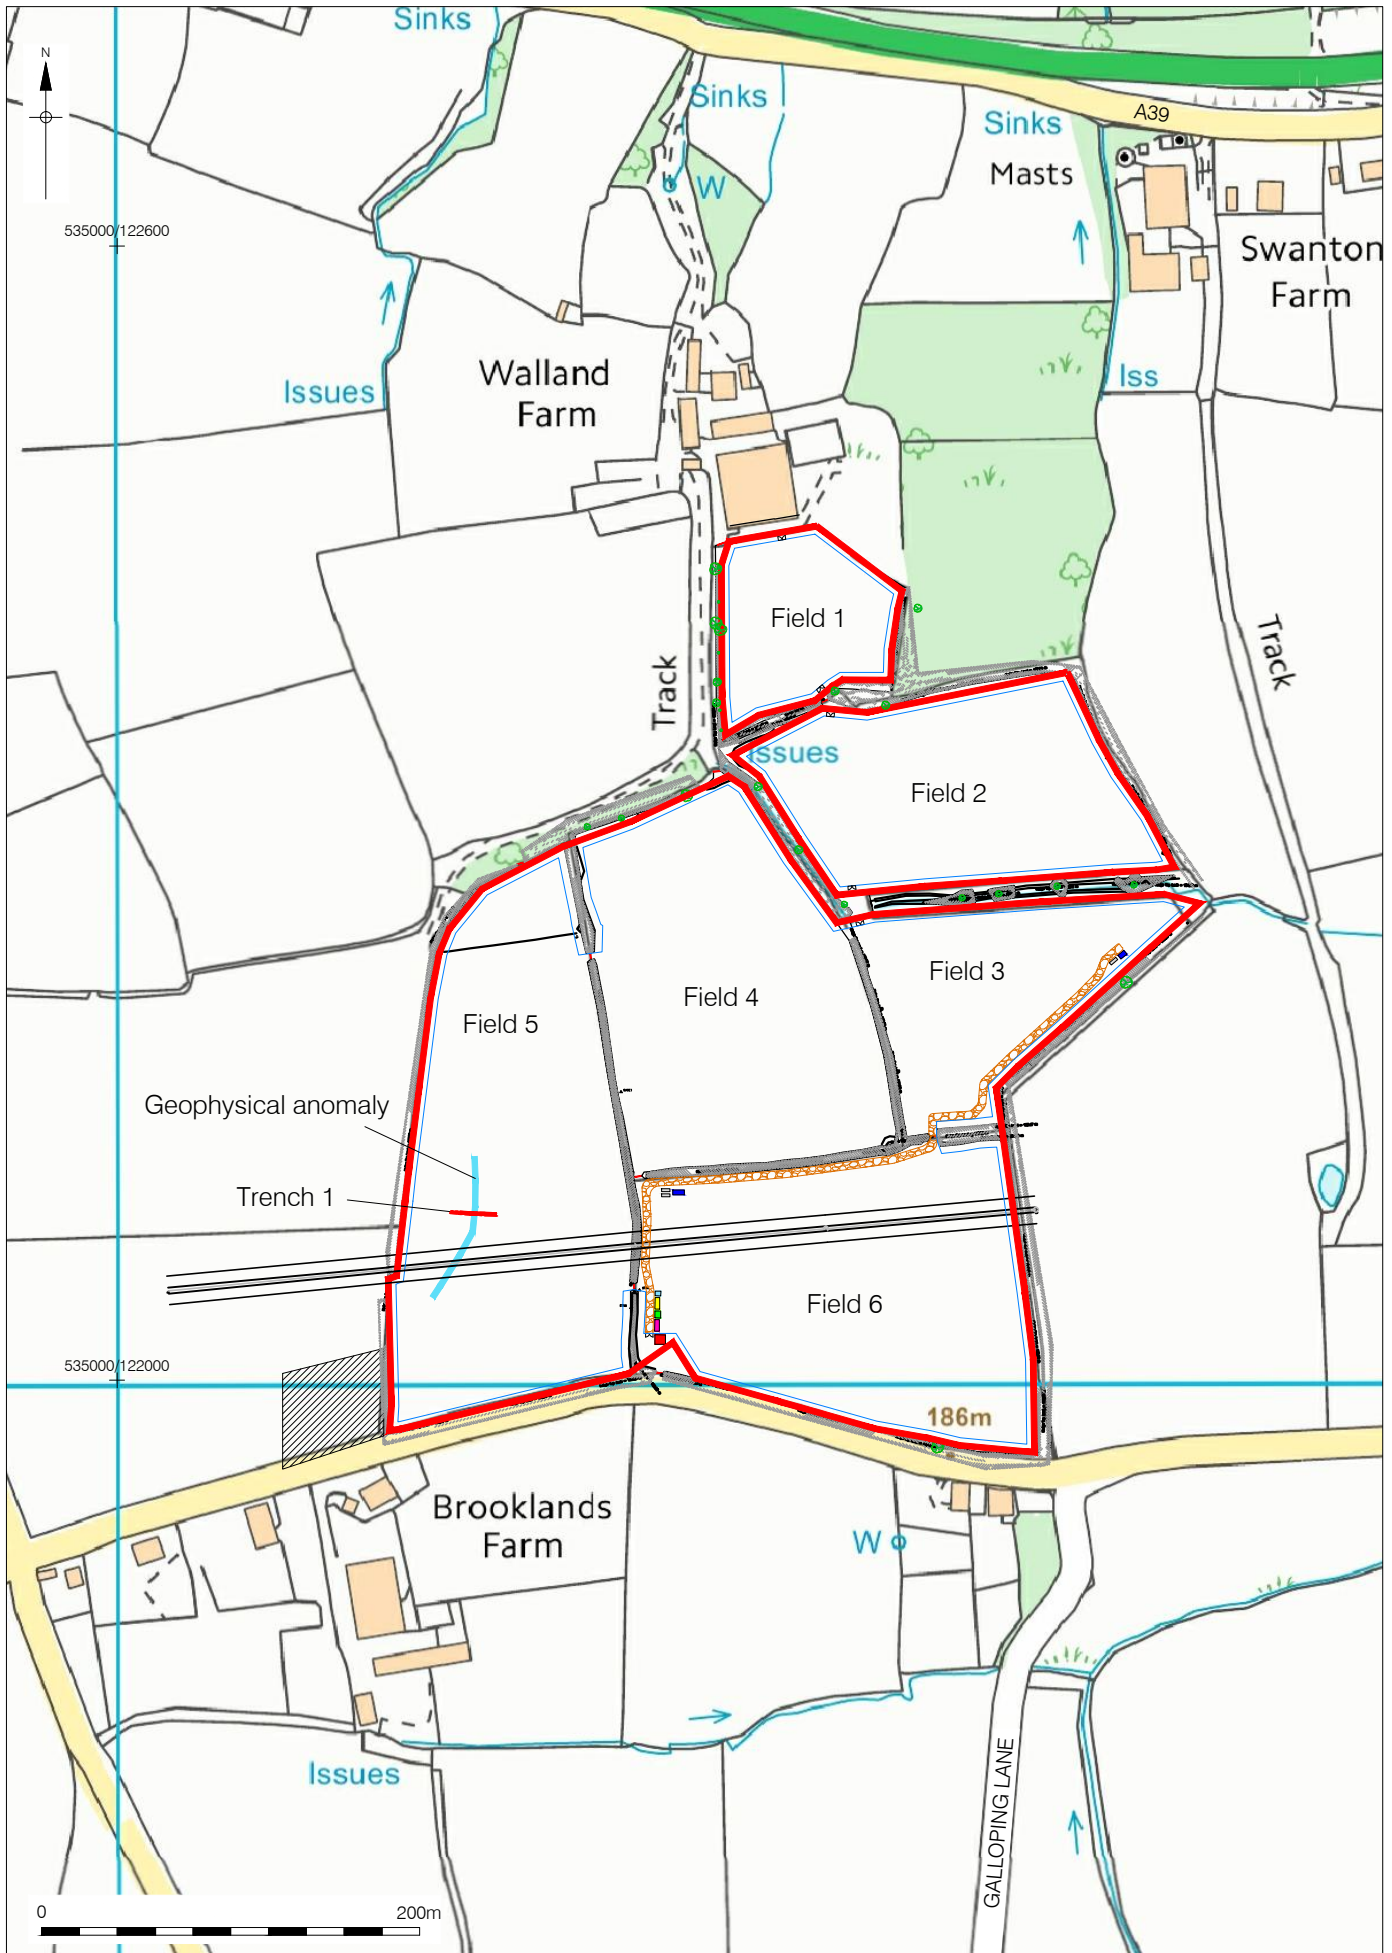 Sinks
N
Sinks
A39
Sinks
Masts
W
535000/122600
Swanton
Farm
Walland
Farm
Issues
Iss
Field 1
Track
Track
Issues
Field 2
Field 3
Field 4
Field 5
Geophysical anomaly
Trench 1
Field 6
535000/122000
186m
Brooklands
Farm
W
Issues
GALLOPING LANE
0
200m